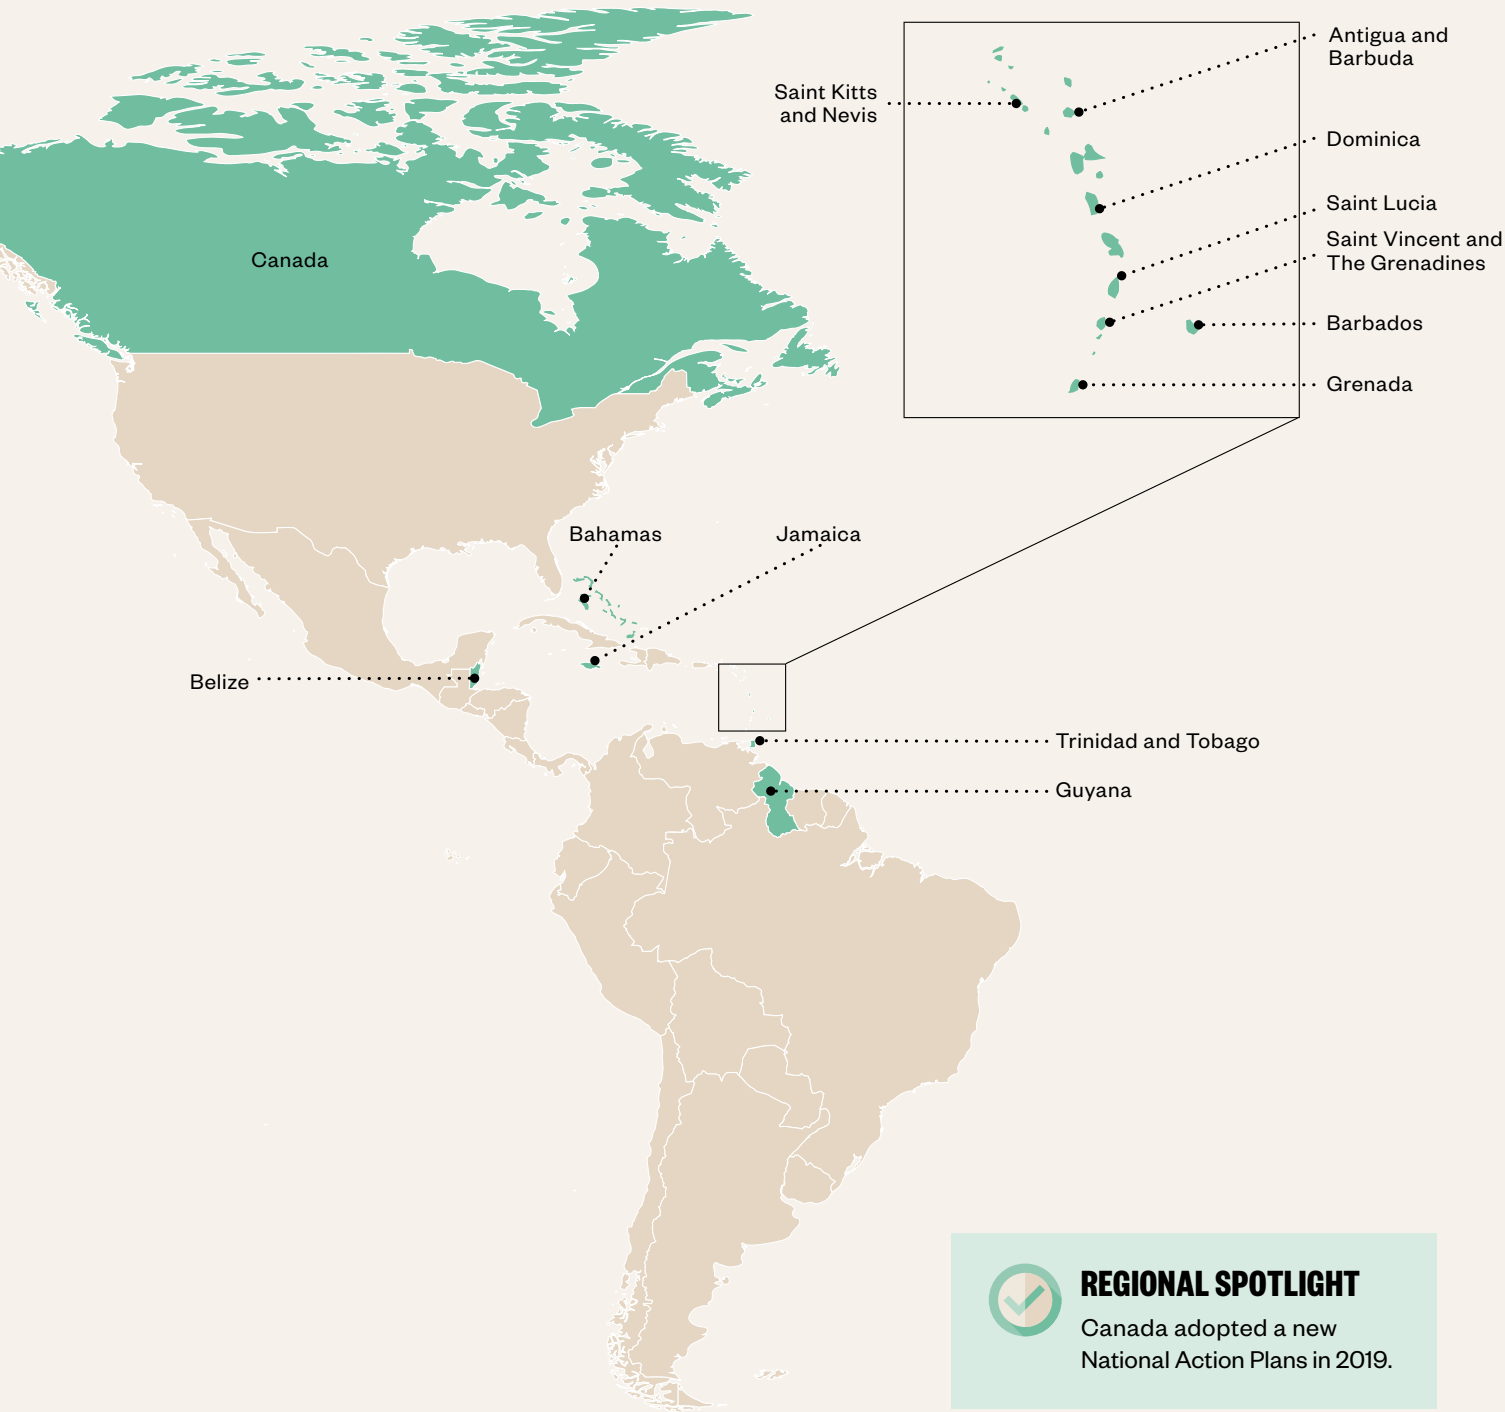 Antigua and
Barbuda
Saint Kitts
and Nevis
Dominica
Saint Lucia
Saint Vincent and
The Grenadines
Canada
Barbados
Grenada
Bahamas
Jamaica
Belize
Trinidad and Tobago
Guyana
REGIONAL SPOTLIGHT
Canada adopted a new
National Action Plans in 2019.